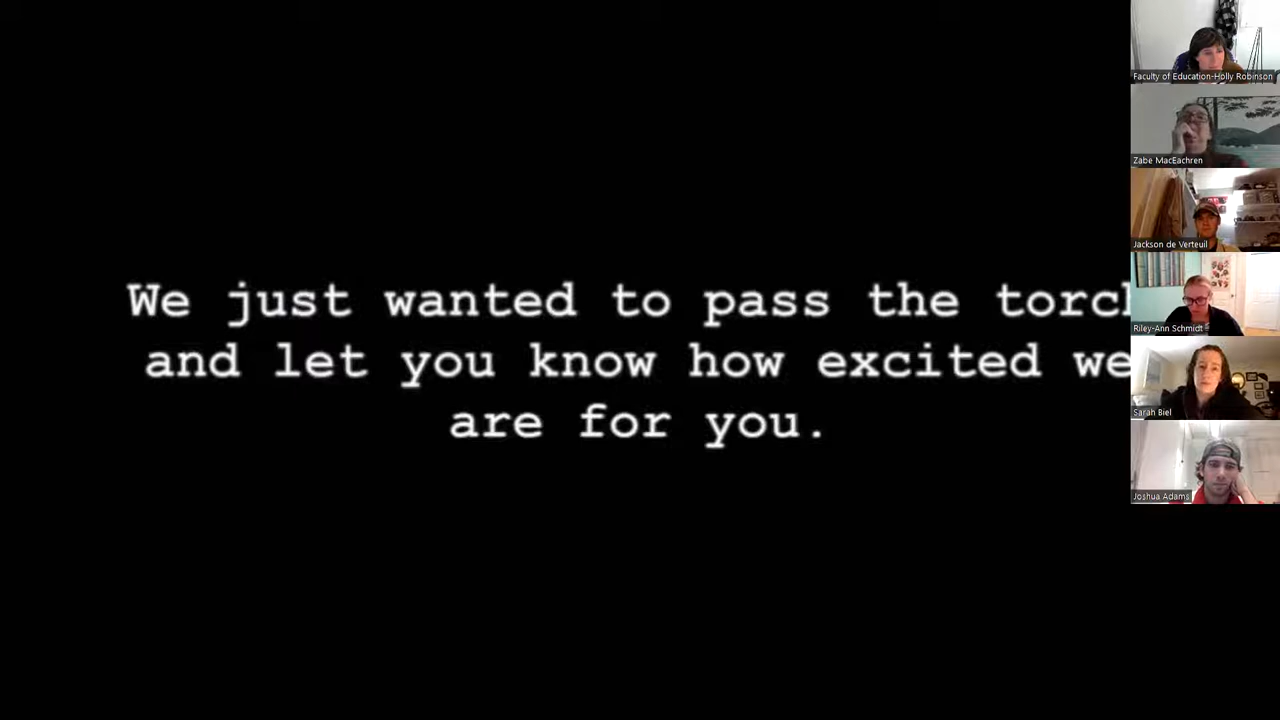 We just wanted to pass the torch
and let you know how excited we
are for you.
Faculty of Education-Holly Robinson
Zabe MacEachren
Jackson de Verteuil
Riley-Ann Schmidt
Sarah Biel
Joshua Adams